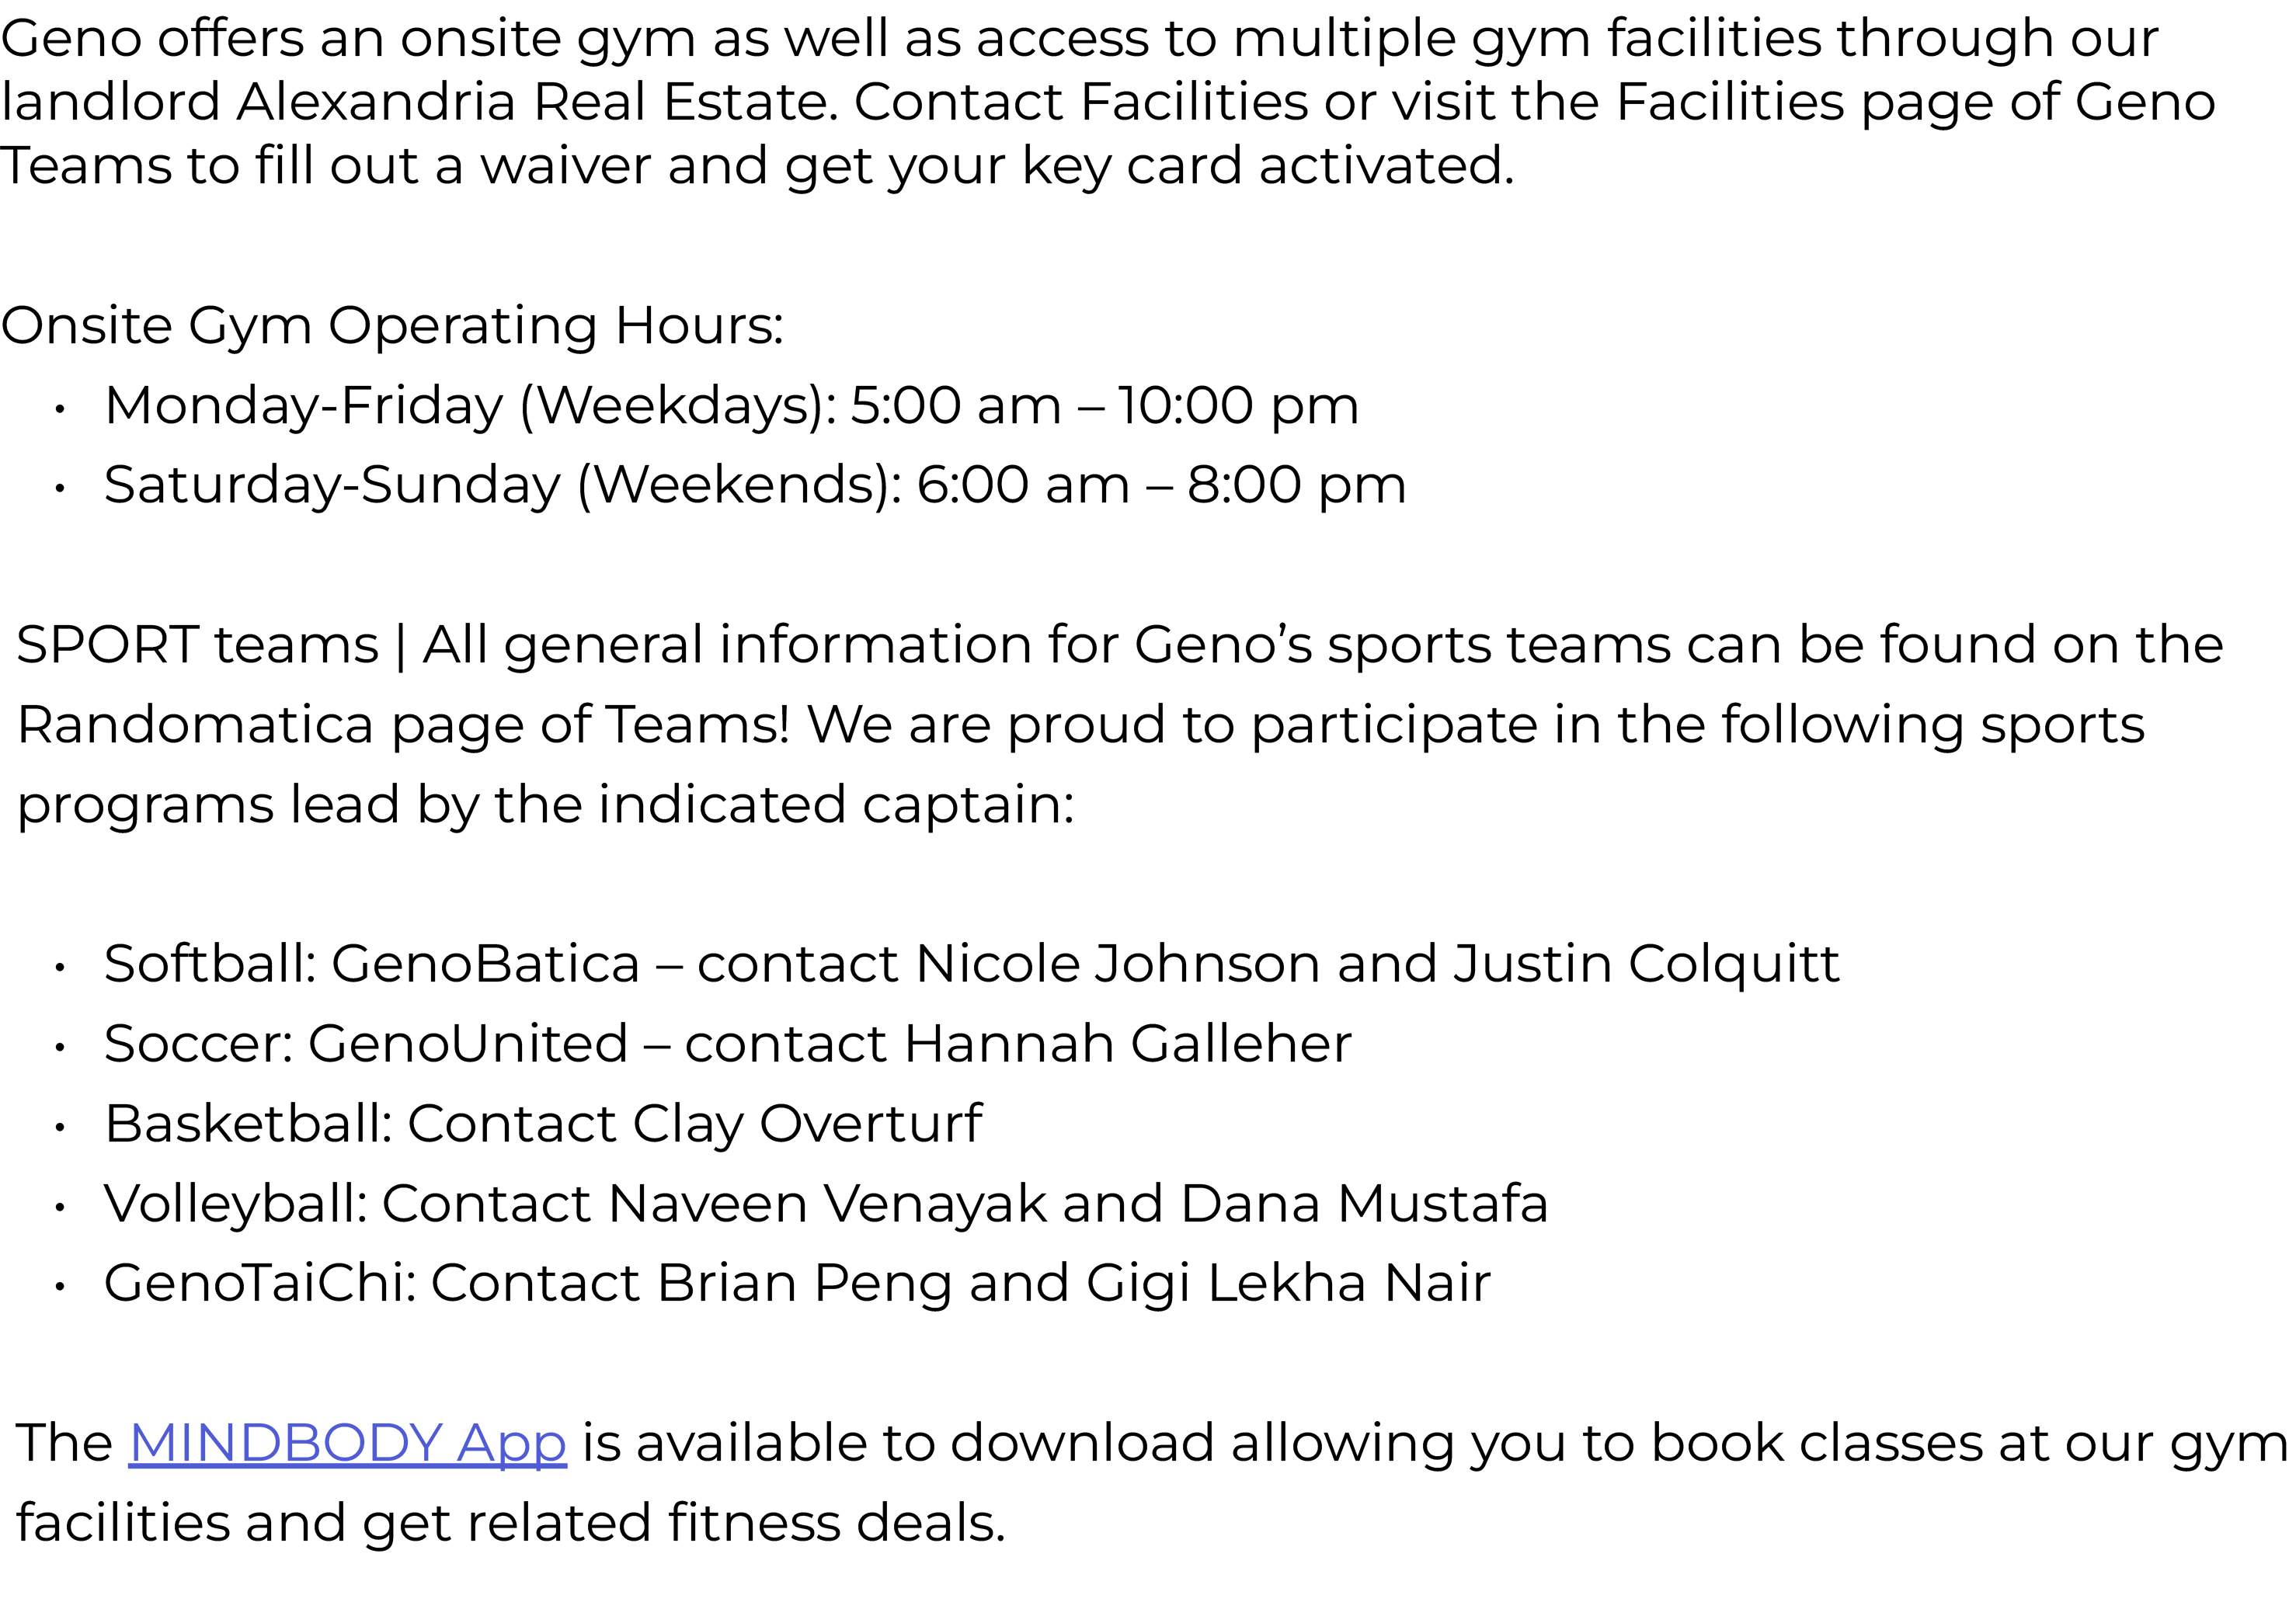 Geno offers an onsite gym as well as access to multiple gym facilities through our
landlord Alexandria Real Estate. Contact Facilities or visit the Facilities page of Geno
Teams to fill out a waiver and get your key card activated.
Onsite Gym Operating Hours:
• Monday-Friday (Weekdays): 5:00 am – 10:00 pm
• Saturday-Sunday (Weekends): 6:00 am – 8:00 pm
SPORT teams | All general information for Geno’s sports teams can be found on the
Randomatica page of Teams! We are proud to participate in the following sports
programs lead by the indicated captain:
• Softball: GenoBatica – contact Nicole Johnson and Justin Colquitt
• Soccer: GenoUnited – contact Hannah Galleher
• Basketball: Contact Clay Overturf
• Volleyball: Contact Naveen Venayak and Dana Mustafa
• GenoTaiChi: Contact Brian Peng and Gigi Lekha Nair
The MINDBODY App is available to download allowing you to book classes at our gym
facilities and get related fitness deals.